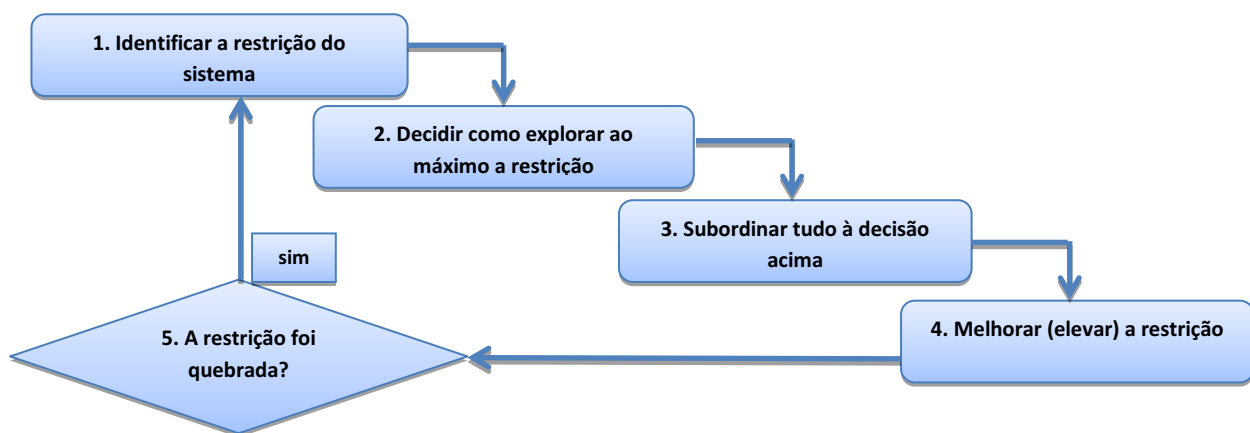 1. Identificar a restrição do
sistema
2. Decidir como explorar ao
máximo a restrição
3. Subordinar tudo à decisão
acima
4. Melhorar (elevar) a restrição
5. A restrição foi
quebrada?
sim